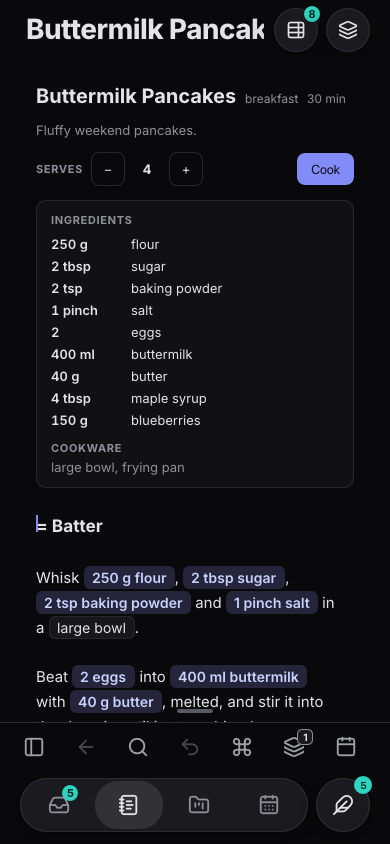 Buttermilk Pancak
8
Buttermilk Pancakes breakfast 30 min
Fluffy weekend pancakes.
SERVES − 4 + Cook
INGREDIENTS
250 g flour
2 tbsp sugar
2 tsp baking powder
1 pinch salt
2 eggs
400 ml buttermilk
40 g butter
4 tbsp maple syrup
150 g blueberries
COOKWARE
large bowl, frying pan
= Batter
Whisk 250 g flour , 2 tbsp sugar ,
2 tsp baking powder and 1 pinch salt in
a large bowl .
Beat 2 eggs into 400 ml buttermilk
with 40 g butter , melted, and stir it into
1
5
5